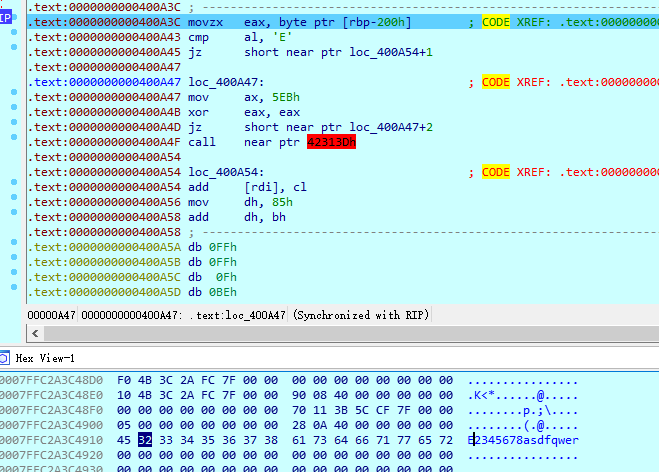 .text:0000000000400A3C ; ---------------------------------------------------------------------------
.text:0000000000400A3C movzx eax, byte ptr [rbp-200h] ; CODE XREF: .text:00000000
.text:0000000000400A43 cmp al, 'E'
.text:0000000000400A45 jz short near ptr loc_400A54+1
.text:0000000000400A47
.text:0000000000400A47 loc_400A47: ; CODE XREF: .text:00000000
.text:0000000000400A47 mov ax, 5EBh
.text:0000000000400A4B xor eax, eax
.text:0000000000400A4D jz short near ptr loc_400A47+2
.text:0000000000400A4F call near ptr 42313Dh
.text:0000000000400A54
.text:0000000000400A54 loc_400A54: ; CODE XREF: .text:00000000
.text:0000000000400A54 add [rdi], cl
.text:0000000000400A56 mov dh, 85h
.text:0000000000400A58 add dh, bh
.text:0000000000400A58 ; ---------------------------------------------------------------------------
.text:0000000000400A5A db 0FFh
.text:0000000000400A5B db 0FFh
.text:0000000000400A5C db 0Fh
.text:0000000000400A5D db 0BEh
IP
00000A47 0000000000400A47: .text:loc_400A47 (Synchronized with RIP)
Hex View-1
0007FFC2A3C48D0 F0 4B 3C 2A FC 7F 00 00 00 00 00 00 00 00 00 00 ................
0007FFC2A3C48E0 10 4B 3C 2A FC 7F 00 00 90 08 40 00 00 00 00 00 .K<*......@.....
0007FFC2A3C48F0 00 00 00 00 00 00 00 00 70 11 3B 5C CF 7F 00 00 ........p.;\....
0007FFC2A3C4900 05 00 00 00 00 00 00 00 28 0A 40 00 00 00 00 00 ........(.@.....
0007FFC2A3C4910 45 32 33 34 35 36 37 38 61 73 64 66 71 77 65 72 E2345678asdfqwer
0007FFC2A3C4920 00 00 00 00 00 00 00 00 00 00 00 00 00 00 00 00 ................